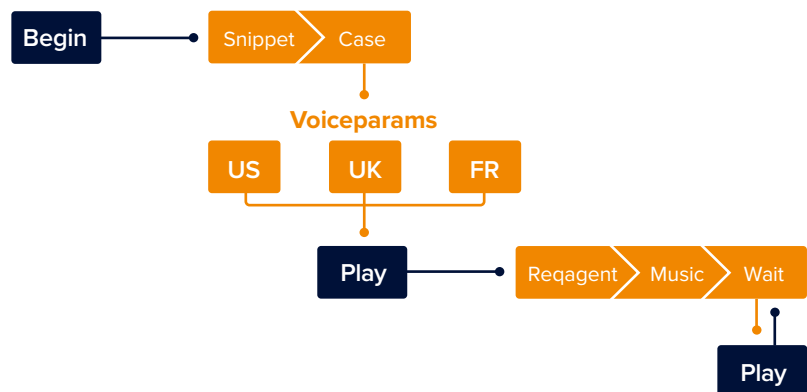 Begin
Snippet
Case
Voiceparams
US
UK
FR
Play
Reqagent
Music
Wait
Play